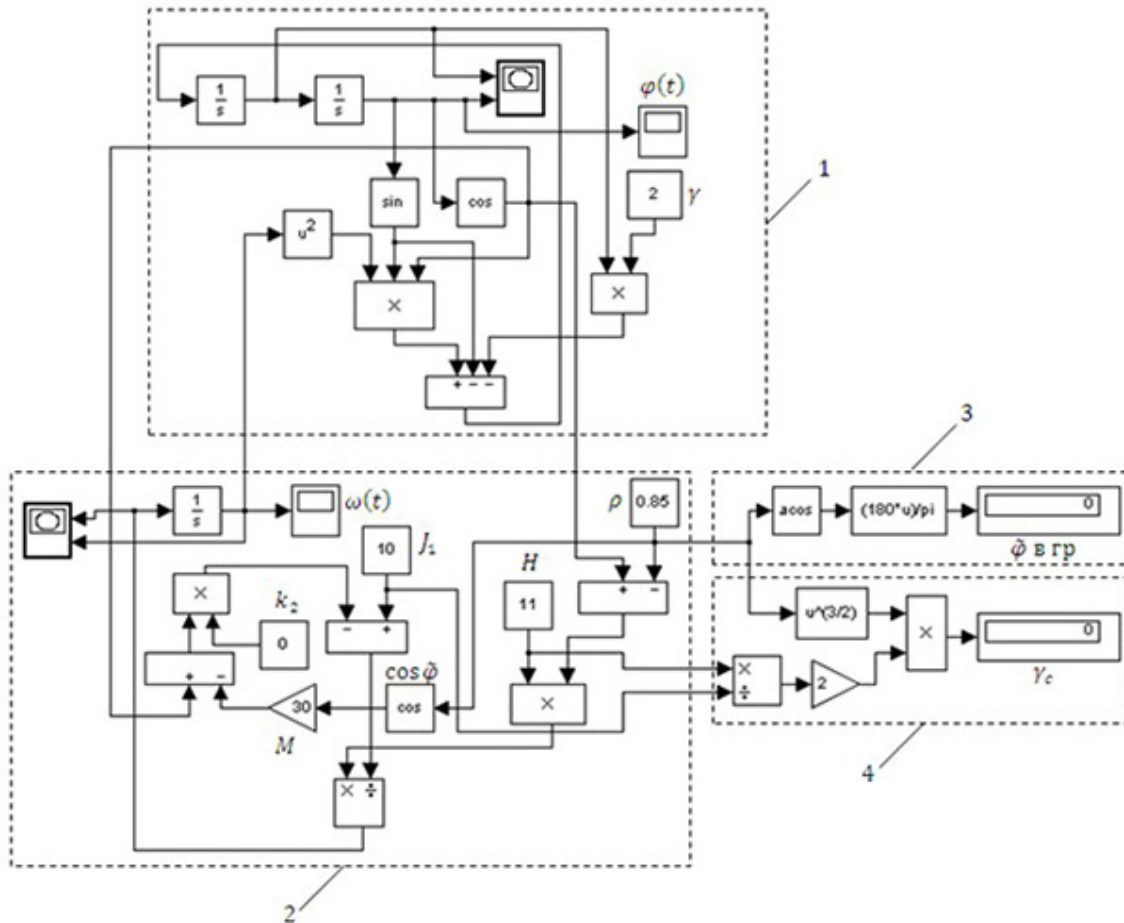 1/s
1/s
φ(t)
1
sin
cos
2
γ
u²
×
×
+ − −
3
1/s
ω(t)
ρ
0.85
acos
(180*u)/pi
0
φ̃ в гр
10
J₁
H
×
k₂
11
+ −
u^(3/2)
0
− +
×
0
+ −
cos φ̃
×
÷
2
γc
30
cos
×
M
4
× ÷
2